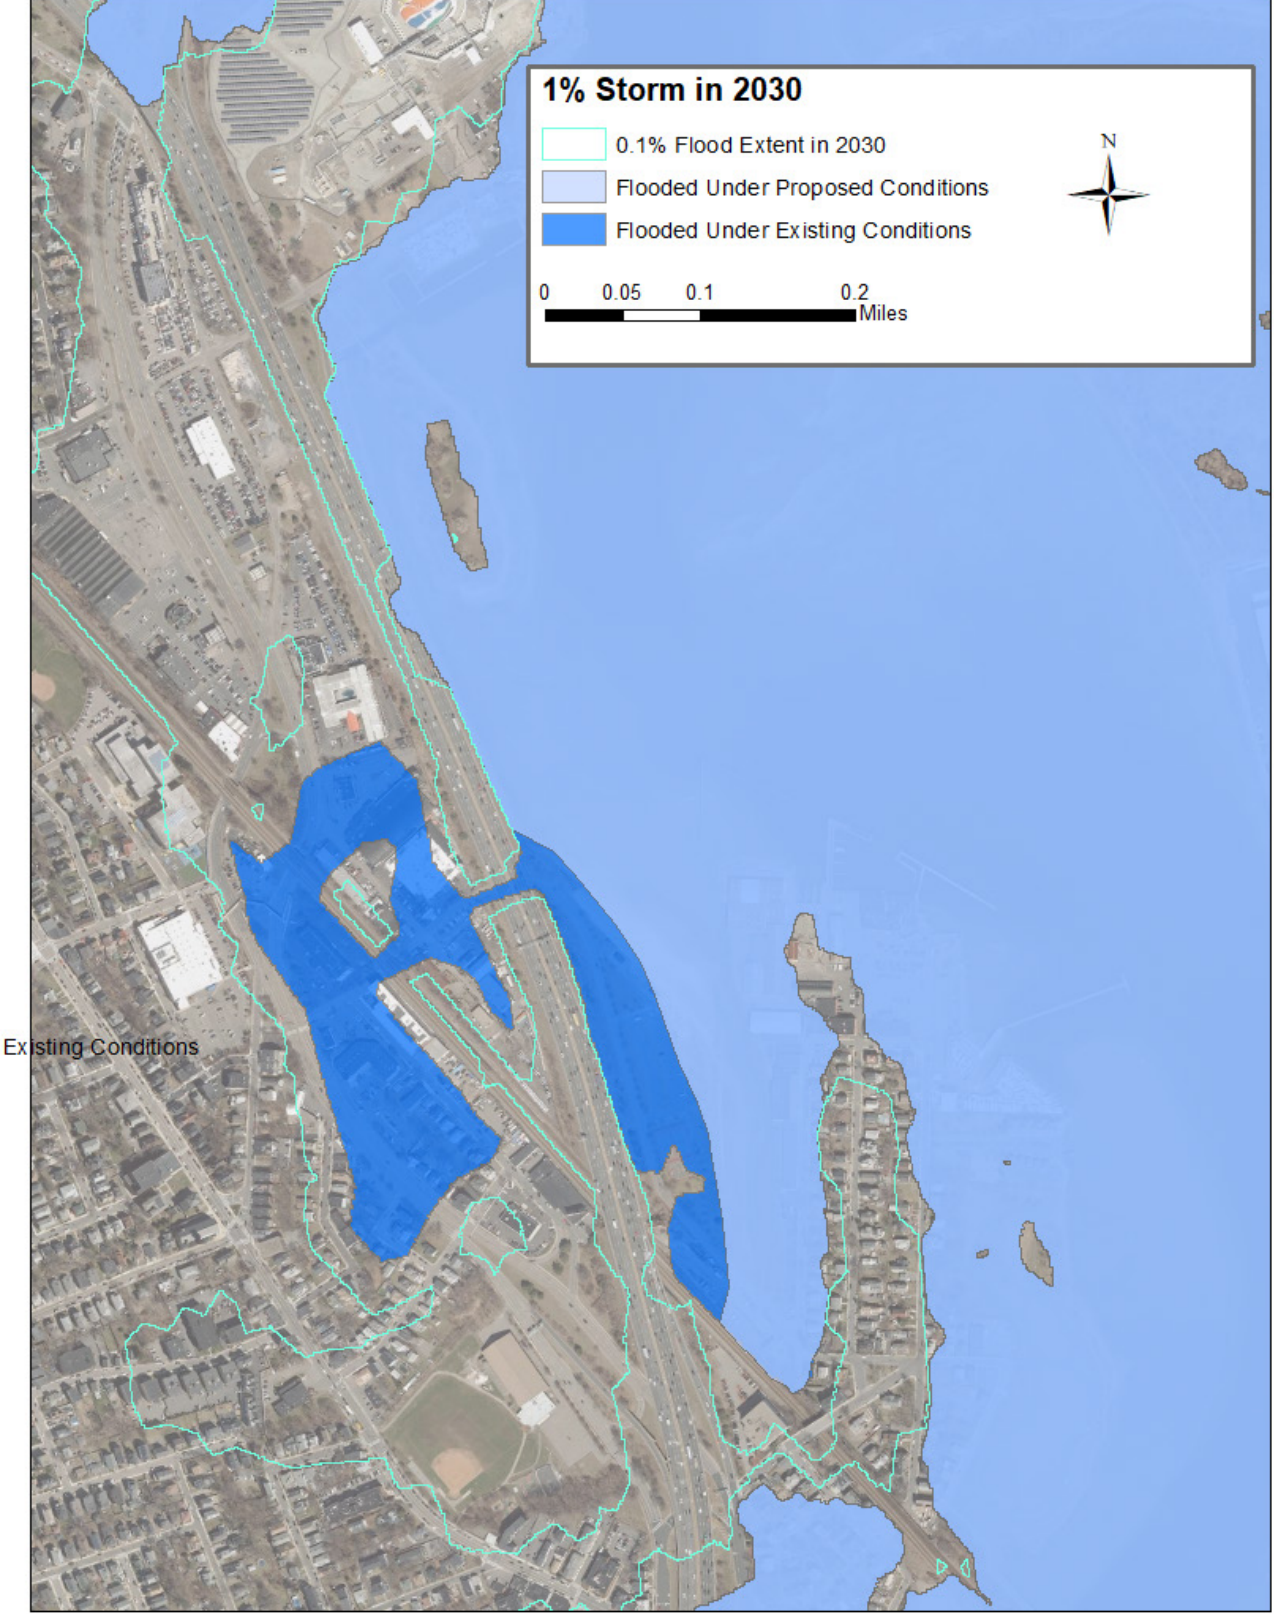 1% Storm in 2030
N
0.1% Flood Extent in 2030
Flooded Under Proposed Conditions
Flooded Under Existing Conditions
0 0.05 0.1 0.2
Miles
Existing Conditions